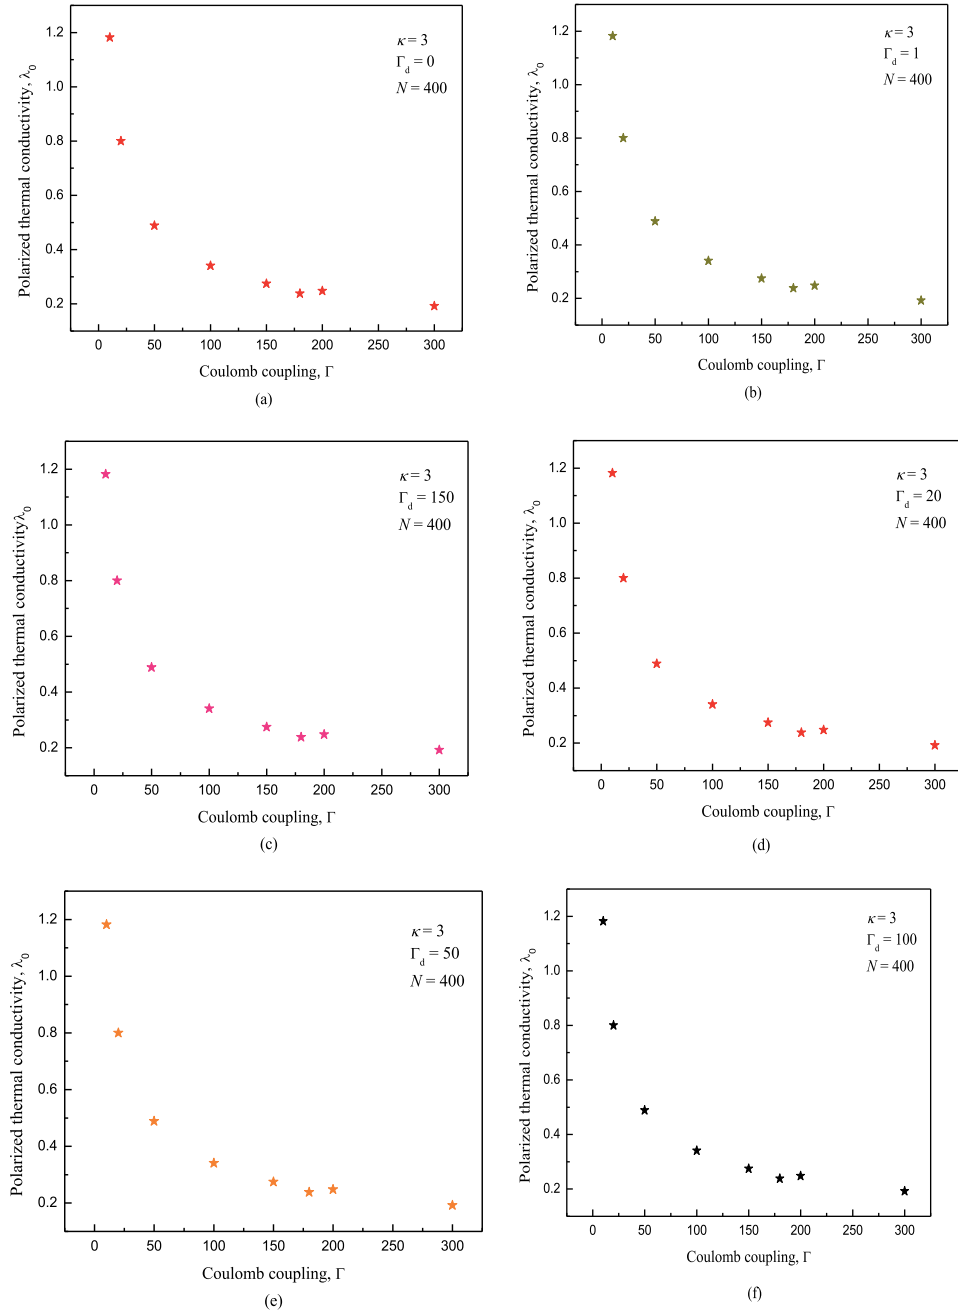 Polarized thermal conductivity, λ0
1.2
1.0
0.8
0.6
0.4
0.2
κ = 3
Γd = 0
N = 400
0 50 100 150 200 250 300
Coulomb coupling, Γ
(a)
Polarized thermal conductivity, λ0
1.2
1.0
0.8
0.6
0.4
0.2
κ = 3
Γd = 1
N = 400
0 50 100 150 200 250 300
Coulomb coupling, Γ
(b)
Polarized thermal conductivityλ0
1.2
1.0
0.8
0.6
0.4
0.2
κ = 3
Γd = 150
N = 400
0 50 100 150 200 250 300
Coulomb coupling, Γ
(c)
Polarized thermal conductivity, λ0
1.2
1.0
0.8
0.6
0.4
0.2
κ = 3
Γd = 20
N = 400
0 50 100 150 200 250 300
Coulomb coupling, Γ
(d)
Polarized thermal conductivity, λ0
1.2
1.0
0.8
0.6
0.4
0.2
κ = 3
Γd = 50
N = 400
0 50 100 150 200 250 300
Coulomb coupling, Γ
(e)
Polarized thermal conductivity, λ0
1.2
1.0
0.8
0.6
0.4
0.2
κ = 3
Γd = 100
N = 400
0 50 100 150 200 250 300
Coulomb coupling, Γ
(f)